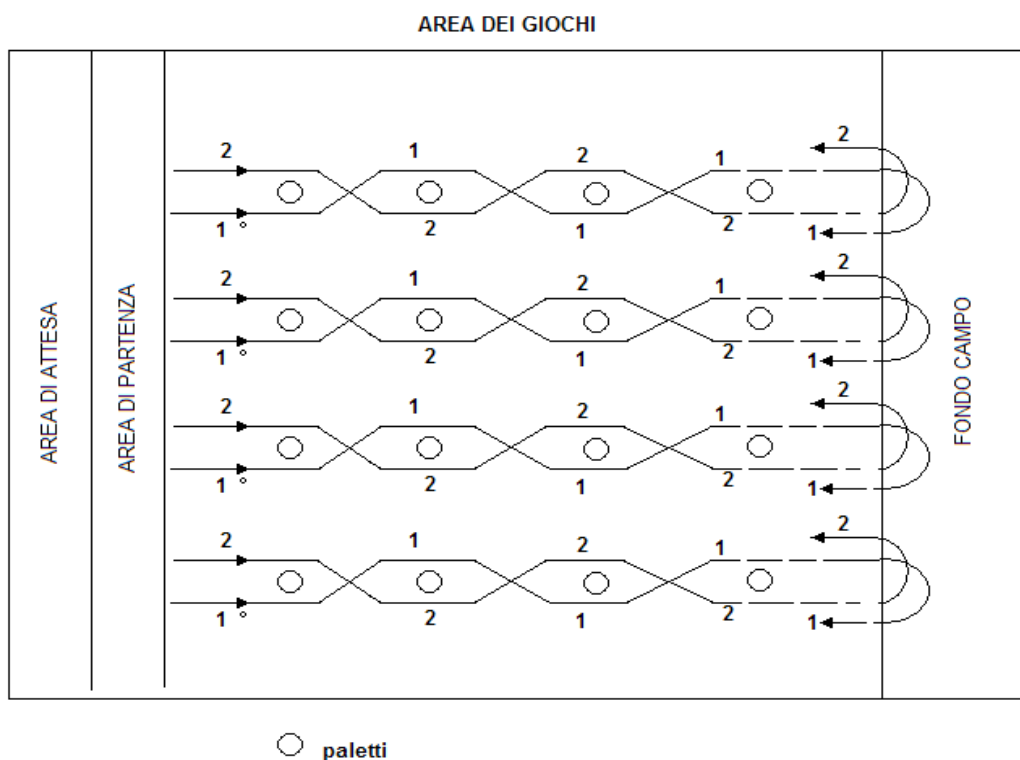 AREA DEI GIOCHI
AREA DI ATTESA
AREA DI PARTENZA
FONDO CAMPO
2 1 2 1 2
1° 2 1 2 1
2 1 2 1 2
1° 2 1 2 1
2 1 2 1 2
1° 2 1 2 1
2 1 2 1 2
1° 2 1 2 1
paletti